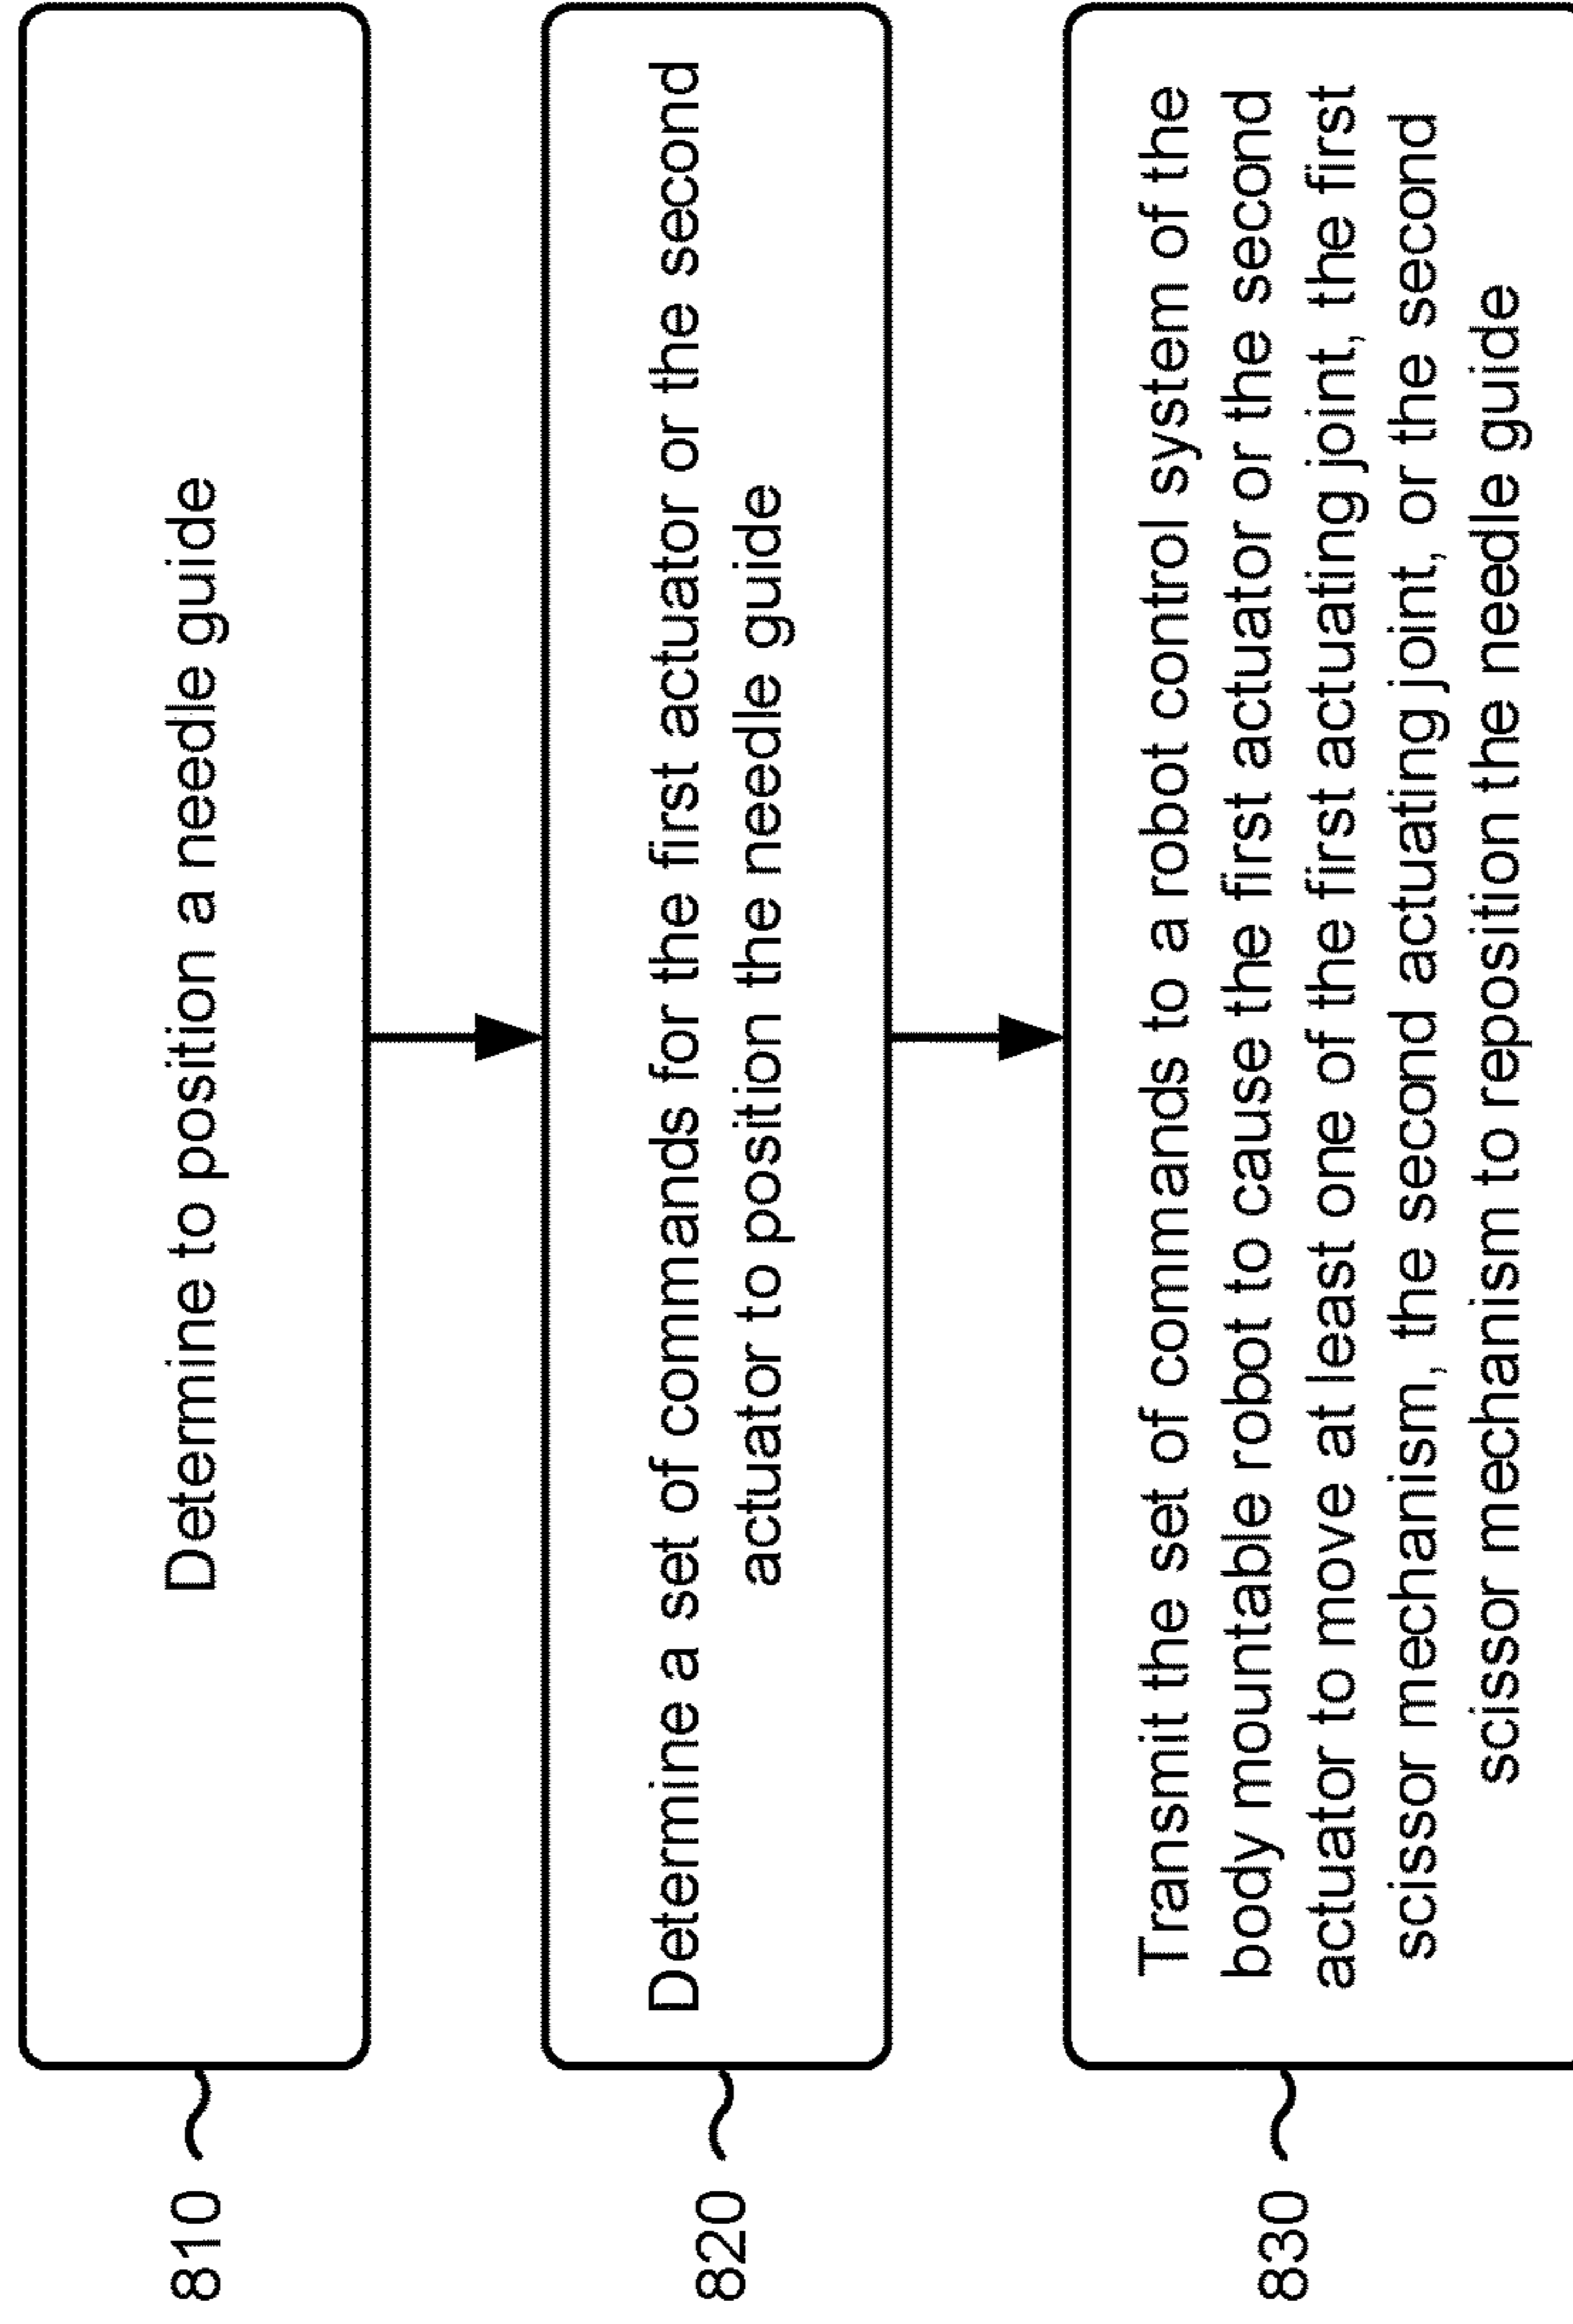 810
Determine to position a needle guide
820
Determine a set of commands for the first actuator or the second
actuator to position the needle guide
830
Transmit the set of commands to a robot control system of the
body mountable robot to cause the first actuator or the second
actuator to move at least one of the first actuating joint, the first
scissor mechanism, the second actuating joint, or the second
scissor mechanism to reposition the needle guide